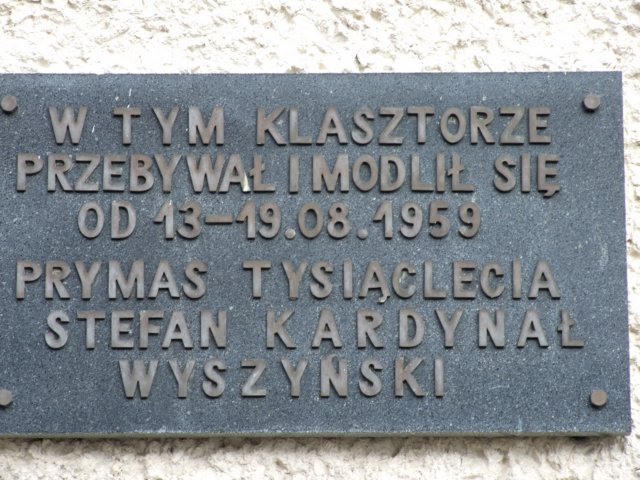 W TYM KLASZTORZE
PRZEBYWAŁ I MODLIŁ SIĘ
OD 13-19.08.1959
PRYMAS TYSIĄCLECIA
STEFAN KARDYNAŁ
WYSZYŃSKI